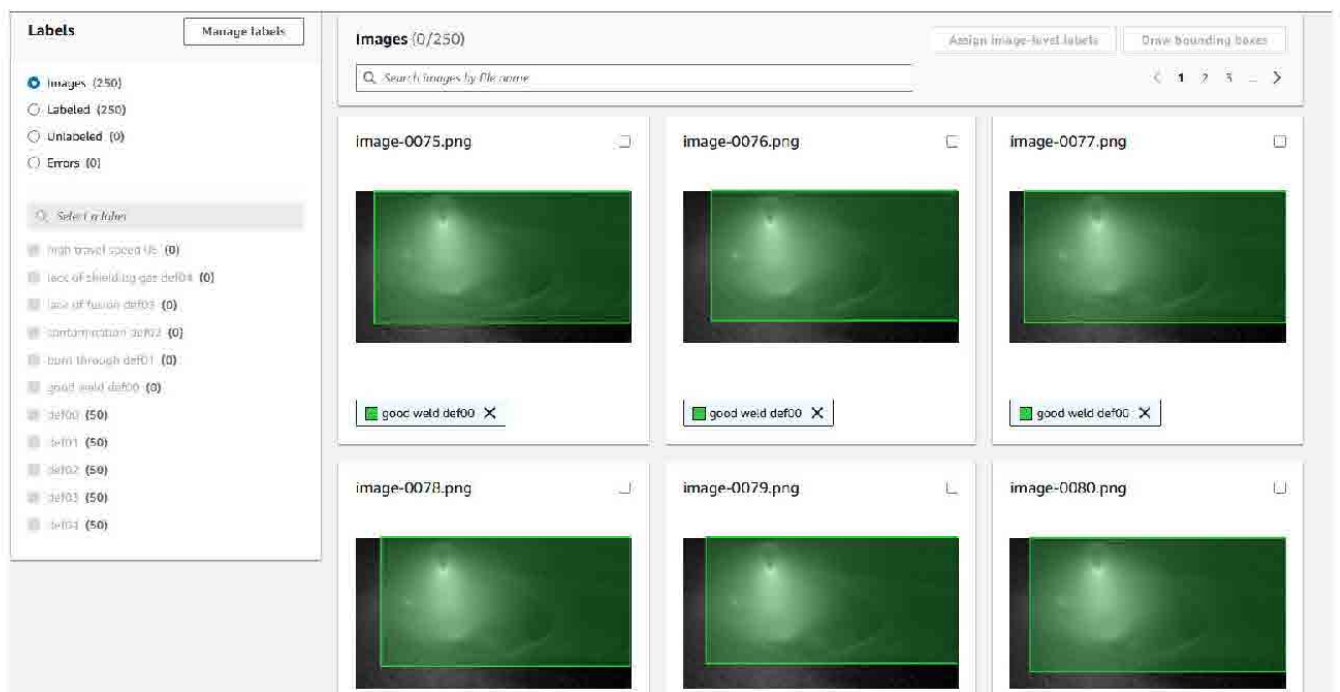 Labels
Manage labels
Images (250)
Labeled (250)
Unlabeled (0)
Errors (0)
Select a label
high travel speed (0)
lack of shielding gas def04 (0)
lack of fusion def03 (0)
contamination def02 (0)
burn through def01 (0)
good weld def00 (0)
def00 (50)
def01 (50)
def02 (50)
def03 (50)
def04 (50)
Images (0/250)
Assign image-level labels
Draw bounding boxes
Search images by file name
< 1 2 3 ... >
image-0075.png
image-0076.png
image-0077.png
good weld def00 X
good weld def00 X
good weld def00 X
image-0078.png
image-0079.png
image-0080.png